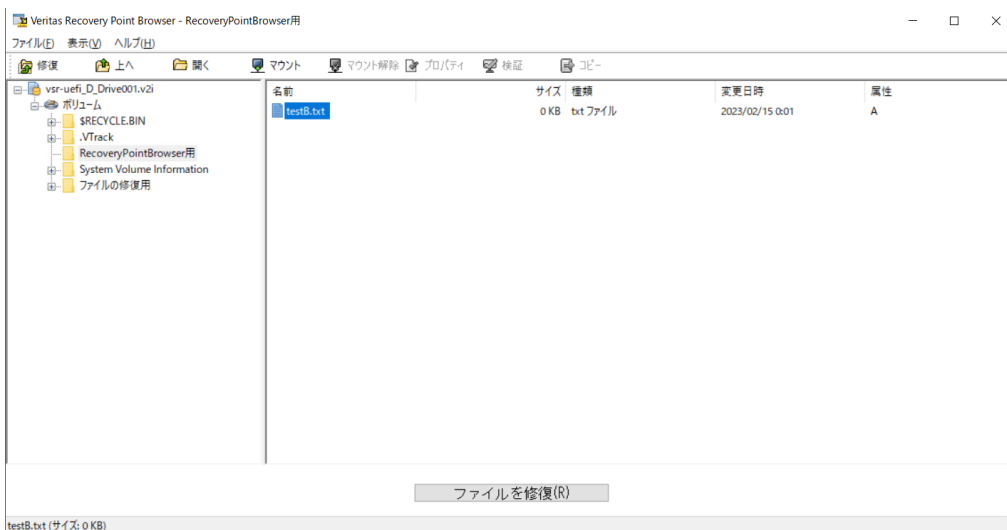 Veritas Recovery Point Browser - RecoveryPointBrowser用
ファイル(F) 表示(V) ヘルプ(H)
修復 上へ 開く マウント マウント解除 プロパティ 検証 コピー
vsr-uefi_D_Drive001.v2i
ボリューム
$RECYCLE.BIN
.VTrack
RecoveryPointBrowser用
System Volume Information
ファイルの修復用
名前 サイズ 種類 変更日時 属性
testB.txt 0 KB txt ファイル 2023/02/15 0:01 A
ファイルを修復(R)
testB.txt (サイズ: 0 KB)